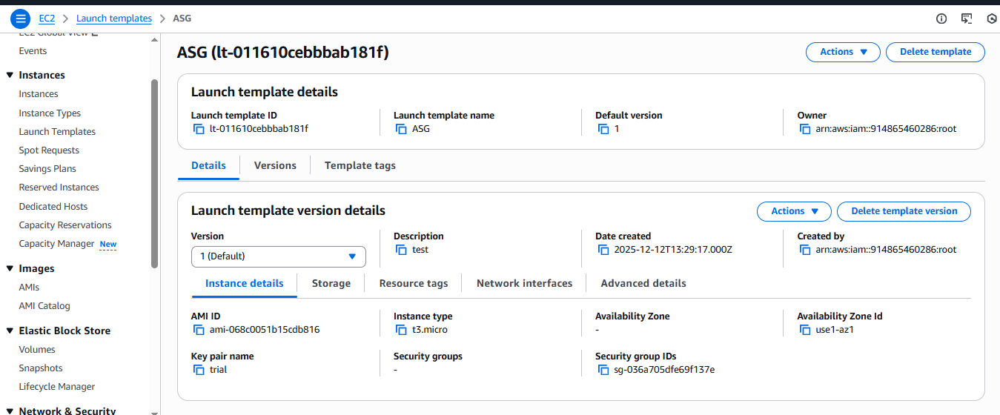 EC2 > Launch templates > ASG
EC2 Global View
Events
Instances
Instances
Instance Types
Launch Templates
Spot Requests
Savings Plans
Reserved Instances
Dedicated Hosts
Capacity Reservations
Capacity Manager New
Images
AMIs
AMI Catalog
Elastic Block Store
Volumes
Snapshots
Lifecycle Manager
Network & Security
ASG (lt-011610cebbbab181f)
Actions
Delete template
Launch template details
Launch template ID
lt-011610cebbbab181f
Launch template name
ASG
Default version
1
Owner
arn:aws:iam::914865460286:root
Details
Versions
Template tags
Launch template version details
Actions
Delete template version
Version
1 (Default)
Description
test
Date created
2025-12-12T13:29:17.000Z
Created by
arn:aws:iam::914865460286:root
Instance details
Storage
Resource tags
Network interfaces
Advanced details
AMI ID
ami-068c0051b15cdb816
Instance type
t3.micro
Availability Zone
-
Availability Zone Id
use1-az1
Key pair name
trial
Security groups
-
Security group IDs
sg-036a705dfe69f137e